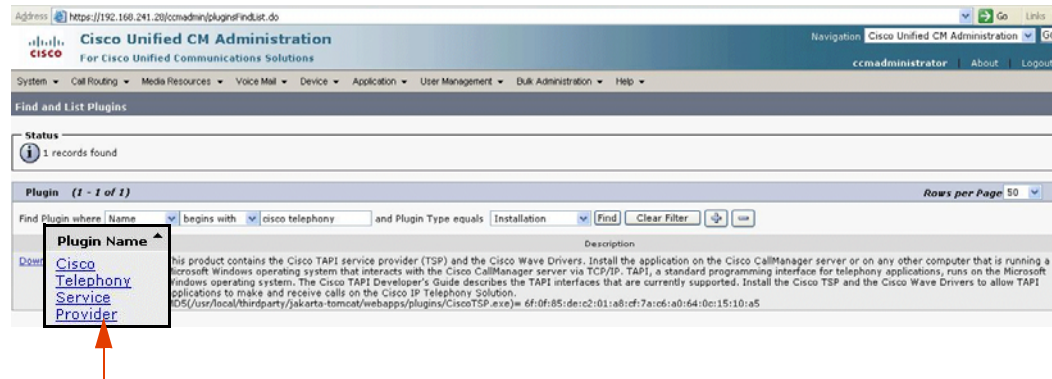 Address https://192.168.241.20/ccmadmin/pluginsFindList.do Go Links
Cisco Unified CM Administration
For Cisco Unified Communications Solutions
CISCO
Navigation Cisco Unified CM Administration
ccmadministrator | About | Logout
System Call Routing Media Resources Voice Mail Device Application User Management Bulk Administration Help
Find and List Plugins
Status
1 records found
Plugin (1 - 1 of 1) Rows per Page 50
Find Plugin where Name begins with cisco telephony and Plugin Type equals Installation Find Clear Filter
Plugin Name
Description
Cisco
Telephony
Service
Provider
his product contains the Cisco TAPI service provider (TSP) and the Cisco Wave Drivers. Install the application on the Cisco CallManager server or on any other computer that is running a
icrosoft Windows operating system that interacts with the Cisco CallManager server via TCP/IP. TAPI, a standard programming interface for telephony applications, runs on the Microsoft
indows operating system. The Cisco TAPI Developer's Guide describes the TAPI interfaces that are currently supported. Install the Cisco TSP and the Cisco Wave Drivers to allow TAPI
pplications to make and receive calls on the Cisco IP Telephony Solution.
MD5(/usr/local/thirdparty/jakarta-tomcat/webapps/plugins/CiscoTSP.exe)= 6f:0f:85:de:c2:01:a8:cf:7a:c6:a0:64:0c:15:10:a5